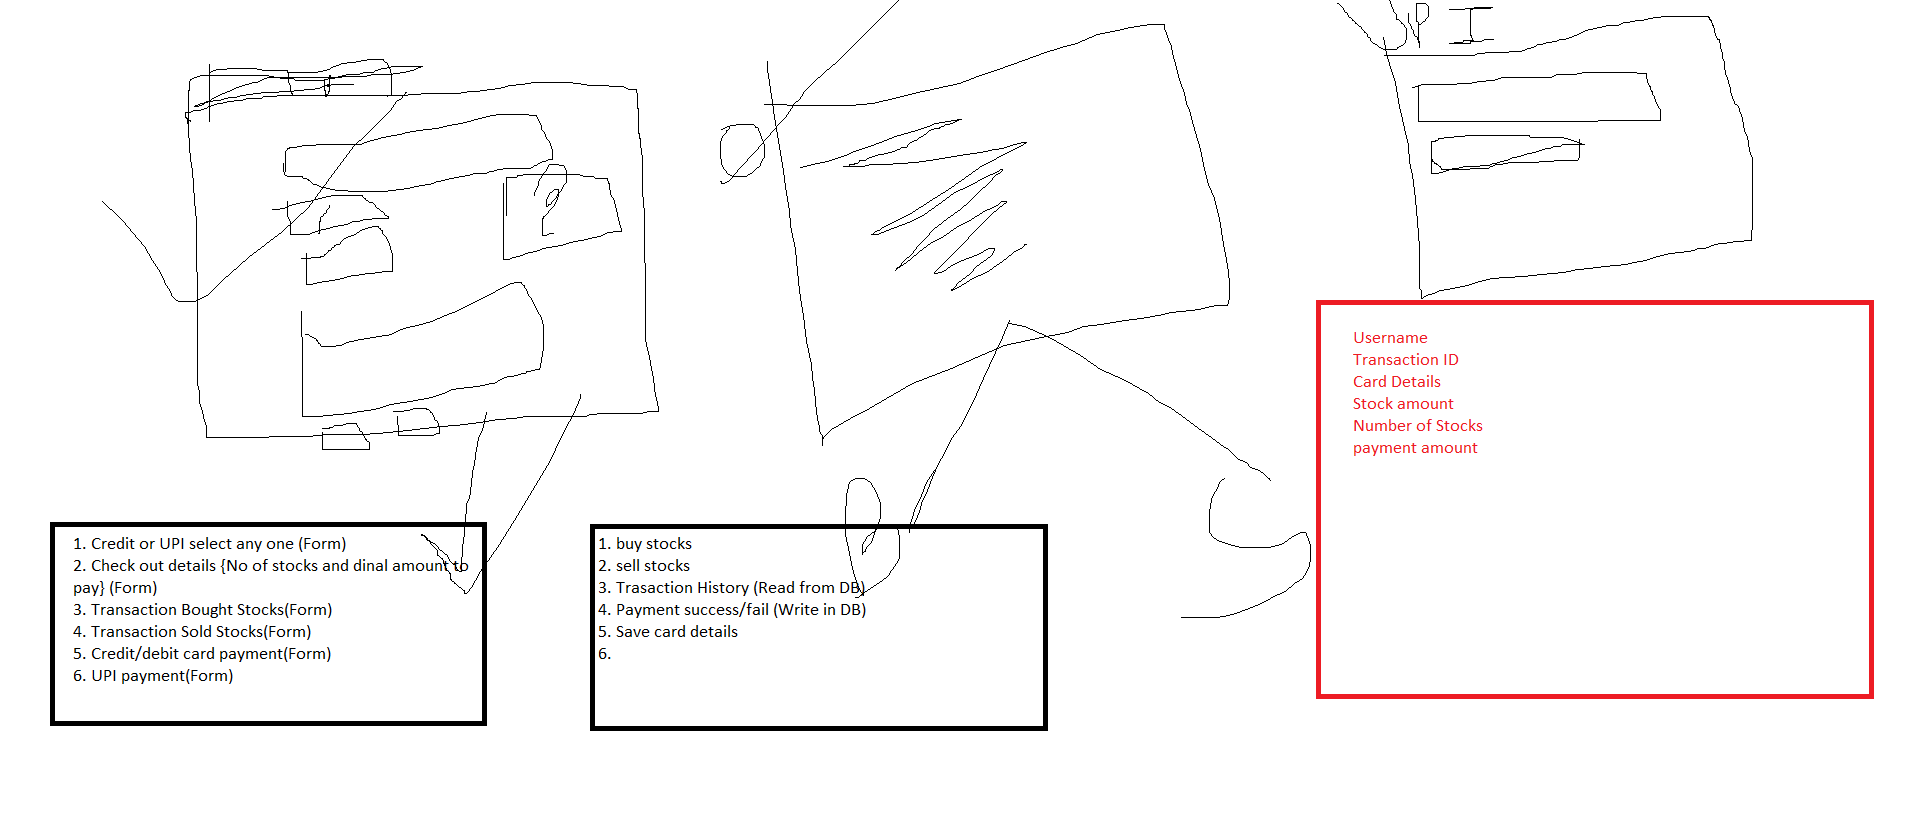 PI
1. Credit or UPI select any one (Form)
2. Check out details {No of stocks and dinal amount to
pay} (Form)
3. Transaction Bought Stocks(Form)
4. Transaction Sold Stocks(Form)
5. Credit/debit card payment(Form)
6. UPI payment(Form)
1. buy stocks
2. sell stocks
3. Trasaction History (Read from DB)
4. Payment success/fail (Write in DB)
5. Save card details
6.
Username
Transaction ID
Card Details
Stock amount
Number of Stocks
payment amount